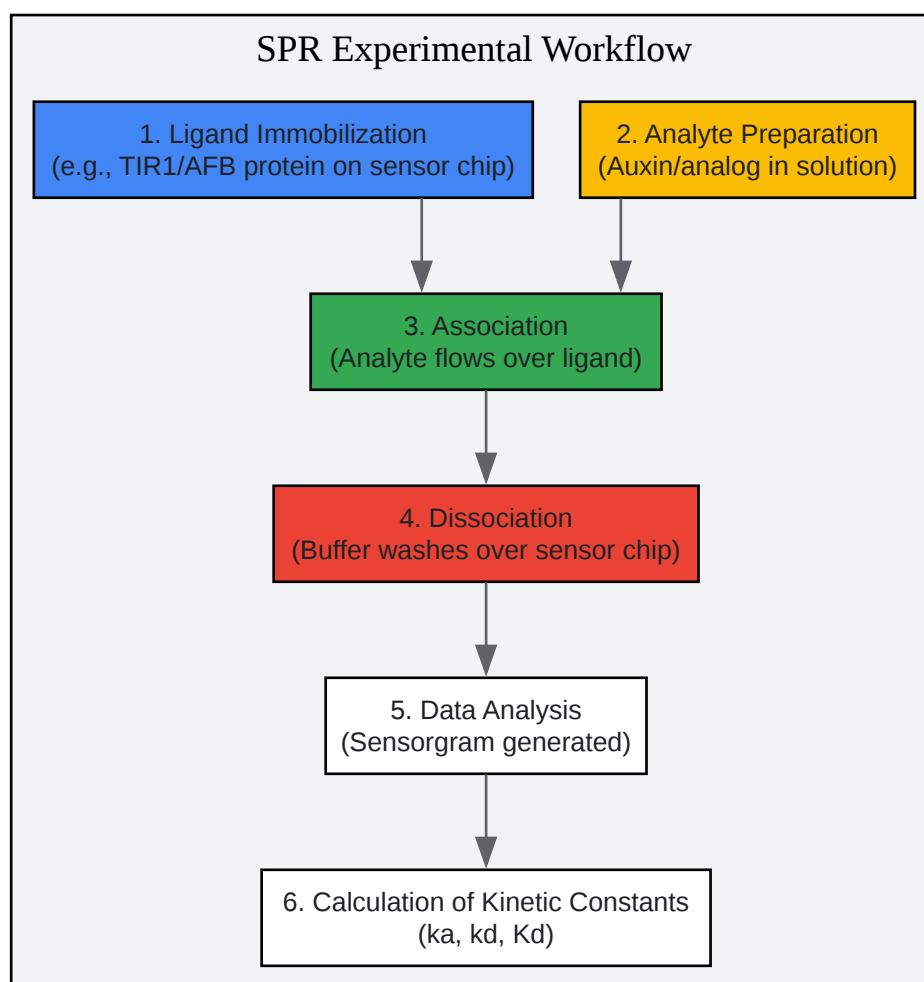 SPR Experimental Workflow
1. Ligand Immobilization
(e.g., TIR1/AFB protein on sensor chip)
2. Analyte Preparation
(Auxin/analog in solution)
3. Association
(Analyte flows over ligand)
4. Dissociation
(Buffer washes over sensor chip)
5. Data Analysis
(Sensorgram generated)
6. Calculation of Kinetic Constants
(ka, kd, Kd)